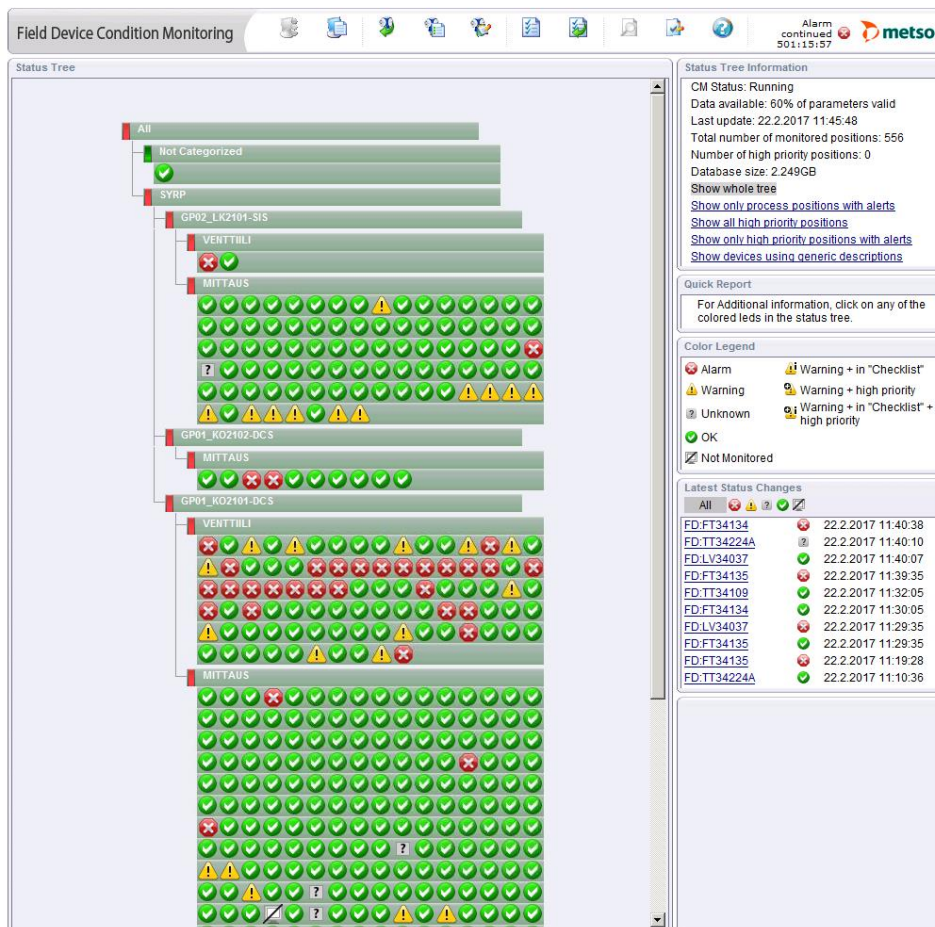 Field Device Condition Monitoring
Alarm
continued
501:15:57
metso
Status Tree
All
Not Categorized
SYRP
GP02_LK2101-SIS
VENTTIILI
MITTAUS
GP01_KO2102-DCS
MITTAUS
GP01_KO2101-DCS
VENTTIILI
MITTAUS
Status Tree Information
CM Status: Running
Data available: 60% of parameters valid
Last update: 22.2.2017 11:45:48
Total number of monitored positions: 556
Number of high priority positions: 0
Database size: 2.249GB
Show whole tree
Show only process positions with alerts
Show all high priority positions
Show only high priority positions with alerts
Show devices using generic descriptions
Quick Report
For Additional information, click on any of the
colored leds in the status tree.
Color Legend
Alarm
Warning + in "Checklist"
Warning
Warning + high priority
Unknown
Warning + in "Checklist" +
high priority
OK
Not Monitored
Latest Status Changes
All
FD:FT34134 22.2.2017 11:40:38
FD:TT34224A 22.2.2017 11:40:10
FD:LV34037 22.2.2017 11:40:07
FD:FT34135 22.2.2017 11:39:35
FD:TT34109 22.2.2017 11:32:05
FD:FT34134 22.2.2017 11:30:05
FD:LV34037 22.2.2017 11:29:35
FD:FT34135 22.2.2017 11:29:35
FD:FT34135 22.2.2017 11:19:28
FD:TT34224A 22.2.2017 11:10:36